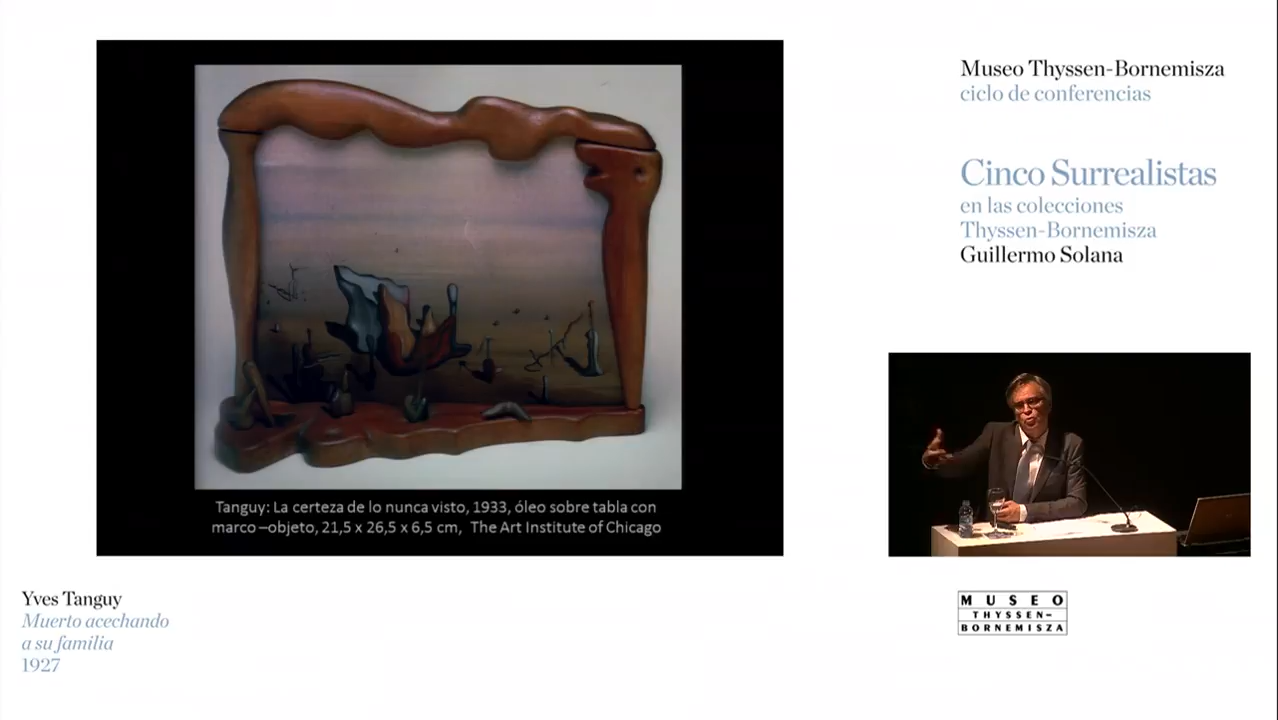 Museo Thyssen-Bornemisza
ciclo de conferencias
Cinco Surrealistas
en las colecciones
Thyssen-Bornemisza
Guillermo Solana
Tanguy: La certeza de lo nunca visto, 1933, óleo sobre tabla con
marco –objeto, 21,5 x 26,5 x 6,5 cm, The Art Institute of Chicago
Yves Tanguy
Muerto acechando
a su familia
1927
MUSEO
THYSSEN-
BORNEMISZA